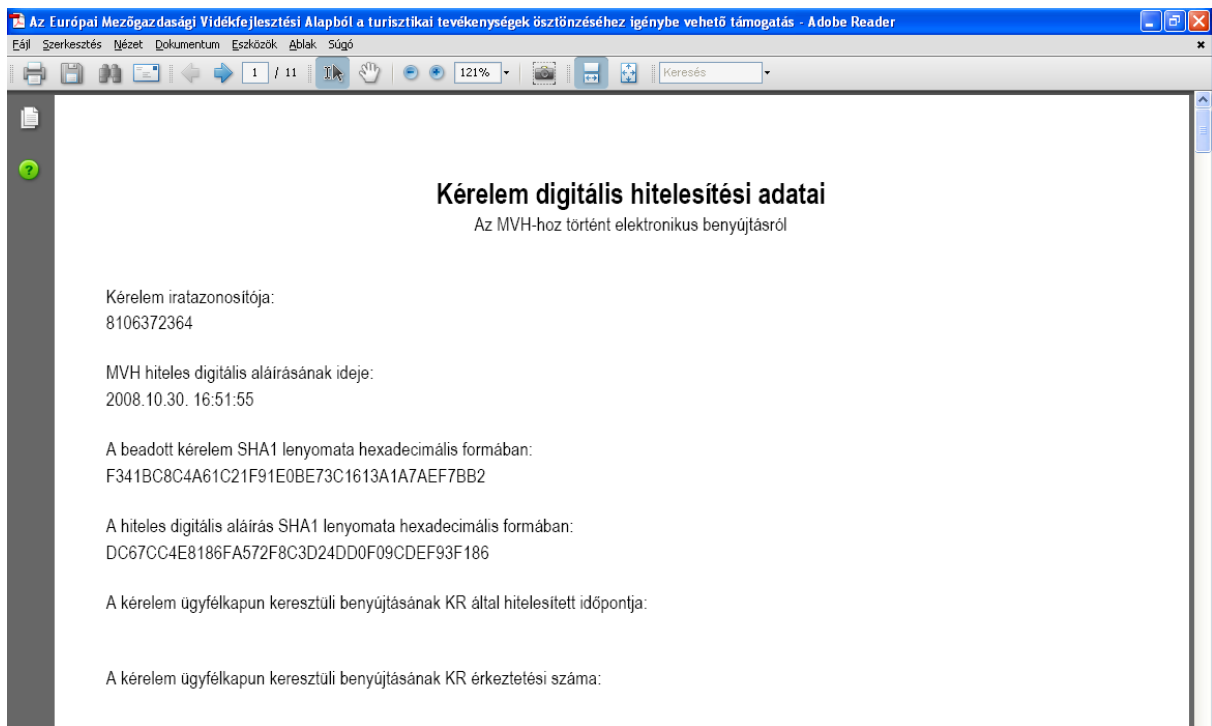 Az Európai Mezőgazdasági Vidékfejlesztési Alapból a turisztikai tevékenységek ösztönzéséhez igénybe vehető támogatás - Adobe Reader
Fájl Szerkesztés Nézet Dokumentum Eszközök Ablak Súgó
1 / 11 121% Keresés
Kérelem digitális hitelesítési adatai
Az MVH-hoz történt elektronikus benyújtásról
Kérelem iratazonosítója:
8106372364
MVH hiteles digitális aláírásának ideje:
2008.10.30. 16:51:55
A beadott kérelem SHA1 lenyomata hexadecimális formában:
F341BC8C4A61C21F91E0BE73C1613A1A7AEF7BB2
A hiteles digitális aláírás SHA1 lenyomata hexadecimális formában:
DC67CC4E8186FA572F8C3D24DD0F09CDEF93F186
A kérelem ügyfélkapun keresztüli benyújtásának KR által hitelesített időpontja:
A kérelem ügyfélkapun keresztüli benyújtásának KR érkeztetési száma: